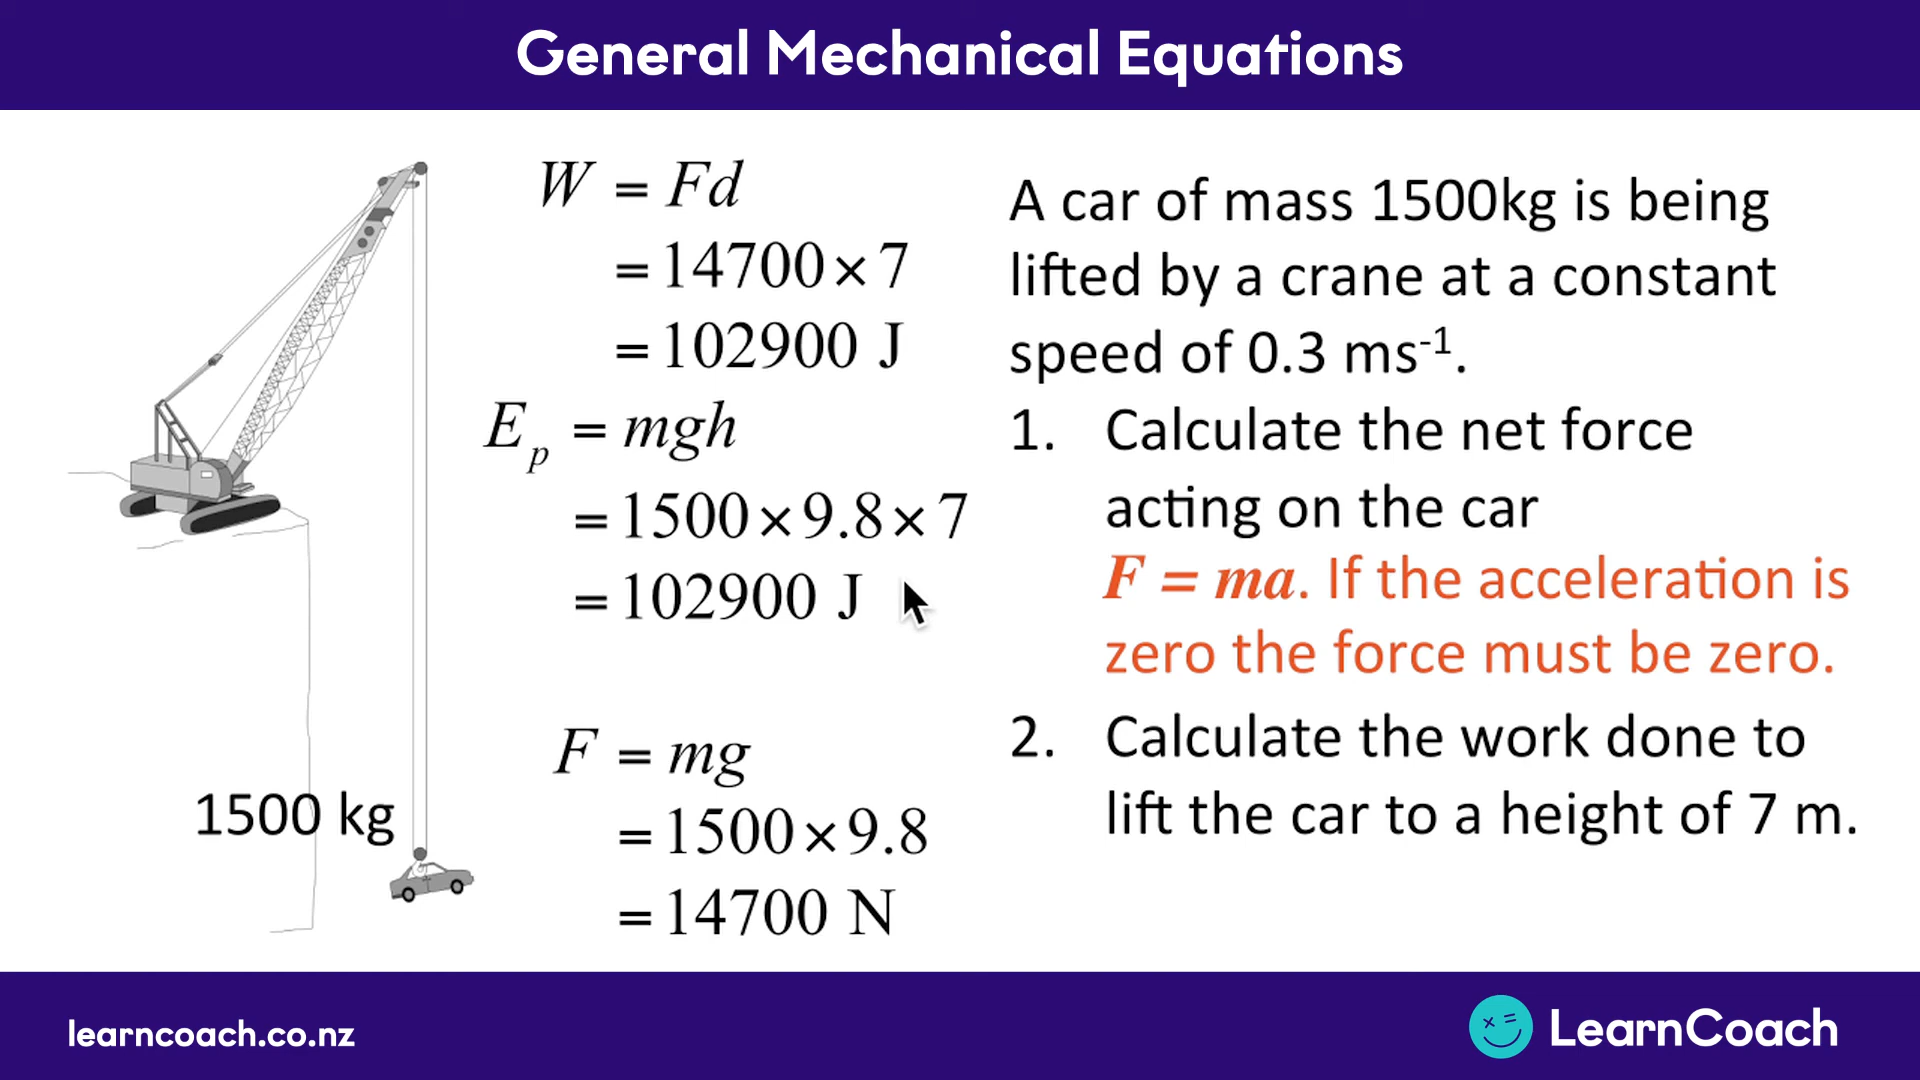 General Mechanical Equations
W = Fd
= 14700 × 7
= 102900 J
E_p = mgh
= 1500 × 9.8 × 7
= 102900 J
F = mg
= 1500 × 9.8
= 14700 N
1500 kg
A car of mass 1500kg is being
lifted by a crane at a constant
speed of 0.3 ms⁻¹.
1. Calculate the net force
acting on the car
F = ma. If the acceleration is
zero the force must be zero.
2. Calculate the work done to
lift the car to a height of 7 m.
learncoach.co.nz
LearnCoach